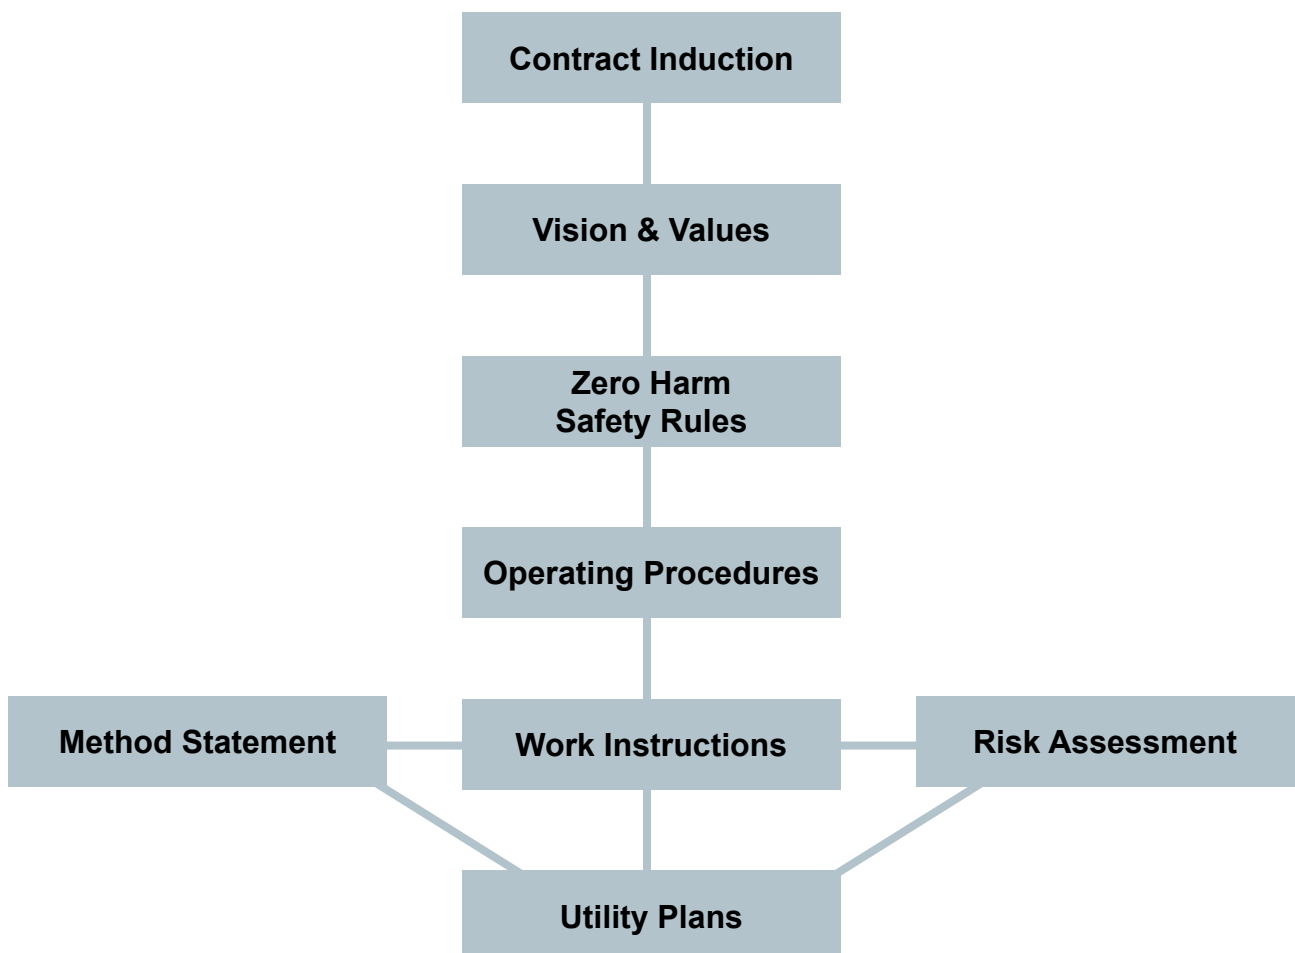 Contract Induction
Vision & Values
Zero Harm
Safety Rules
Operating Procedures
Method Statement
Work Instructions
Risk Assessment
Utility Plans